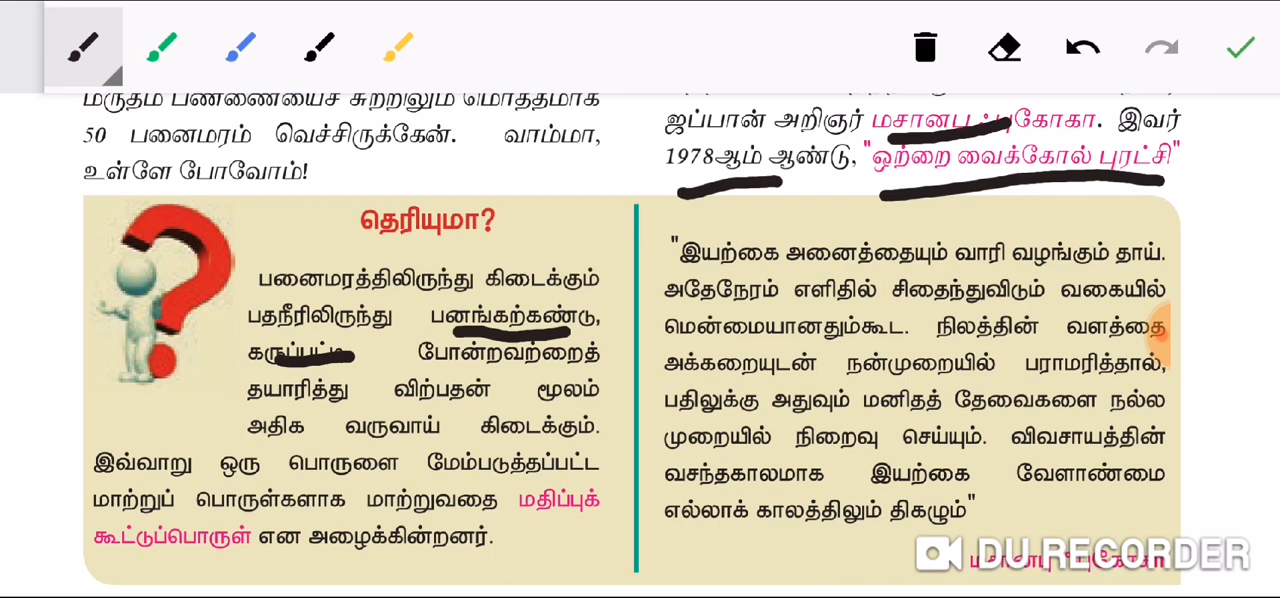 மருதம் பண்ணையைச் சுற்றிலும் மொத்தமாக
50 பனைமரம் வெச்சிருக்கேன். வாம்மா,
உள்ளே போவோம்!
ஜப்பான் அறிஞர் மசானபு ஃபுகோகா. இவர்
1978ஆம் ஆண்டு, "ஒற்றை வைக்கோல் புரட்சி"
தெரியுமா?
பனைமரத்திலிருந்து கிடைக்கும்
பதநீரிலிருந்து பனங்கற்கண்டு,
கருப்பட்டி போன்றவற்றைத்
தயாரித்து விற்பதன் மூலம்
அதிக வருவாய் கிடைக்கும்.
இவ்வாறு ஒரு பொருளை மேம்படுத்தப்பட்ட
மாற்றுப் பொருள்களாக மாற்றுவதை மதிப்புக்
கூட்டுப்பொருள் என அழைக்கின்றனர்.
"இயற்கை அனைத்தையும் வாரி வழங்கும் தாய்.
அதேநேரம் எளிதில் சிதைந்துவிடும் வகையில்
மென்மையானதும்கூட. நிலத்தின் வளத்தை
அக்கறையுடன் நன்முறையில் பராமரித்தால்,
பதிலுக்கு அதுவும் மனிதத் தேவைகளை நல்ல
முறையில் நிறைவு செய்யும். விவசாயத்தின்
வசந்தகாலமாக இயற்கை வேளாண்மை
எல்லாக் காலத்திலும் திகழும்"
DU RECORDER